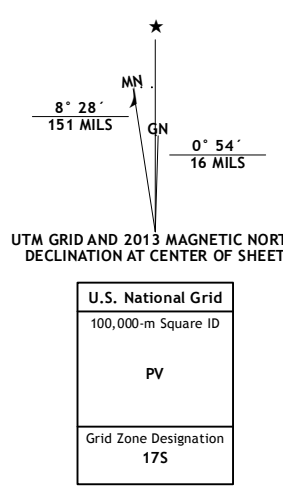 MN
8° 28´
151 MILS
GN
0° 54´
16 MILS
UTM GRID AND 2013 MAGNETIC NORT
DECLINATION AT CENTER OF SHEET
U.S. National Grid
100,000-m Square ID
PV
Grid Zone Designation
17S